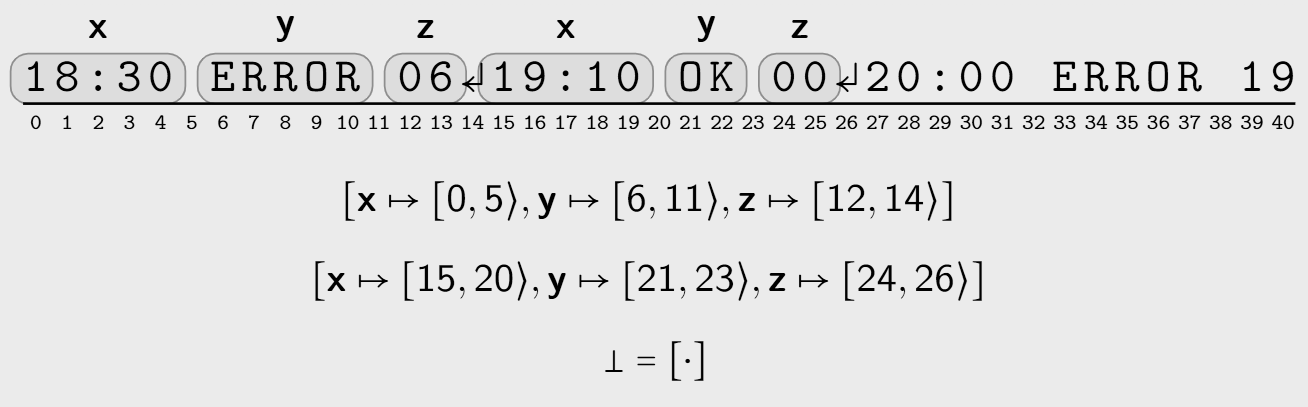 x y z x y z
18:30 ERROR 06↲19:10 OK 00↲20:00 ERROR 19
0 1 2 3 4 5 6 7 8 9 10 11 12 13 14 15 16 17 18 19 20 21 22 23 24 25 26 27 28 29 30 31 32 33 34 35 36 37 38 39 40
[x ↦ [0, 5⟩, y ↦ [6, 11⟩, z ↦ [12, 14⟩]
[x ↦ [15, 20⟩, y ↦ [21, 23⟩, z ↦ [24, 26⟩]
⊥ = [·]